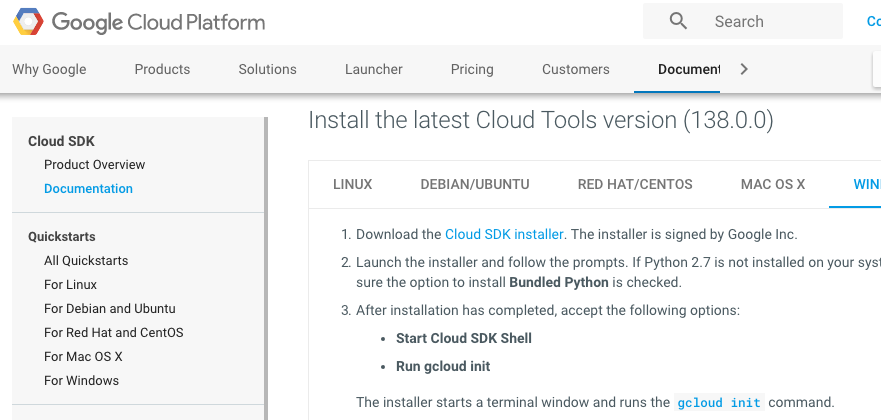 Google Cloud Platform
Search
Why Google Products Solutions Launcher Pricing Customers Document
Cloud SDK
Product Overview
Documentation
Quickstarts
All Quickstarts
For Linux
For Debian and Ubuntu
For Red Hat and CentOS
For Mac OS X
For Windows
Install the latest Cloud Tools version (138.0.0)
LINUX DEBIAN/UBUNTU RED HAT/CENTOS MAC OS X
1. Download the Cloud SDK installer. The installer is signed by Google Inc.
2. Launch the installer and follow the prompts. If Python 2.7 is not installed on your
sure the option to install Bundled Python is checked.
3. After installation has completed, accept the following options:
• Start Cloud SDK Shell
• Run gcloud init
The installer starts a terminal window and runs the gcloud init command.